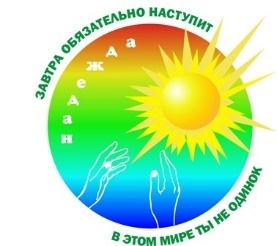 ЗАВТРА ОБЯЗАТЕЛЬНО НАСТУПИТ
надежда
В ЭТОМ МИРЕ ТЫ НЕ ОДИНОК